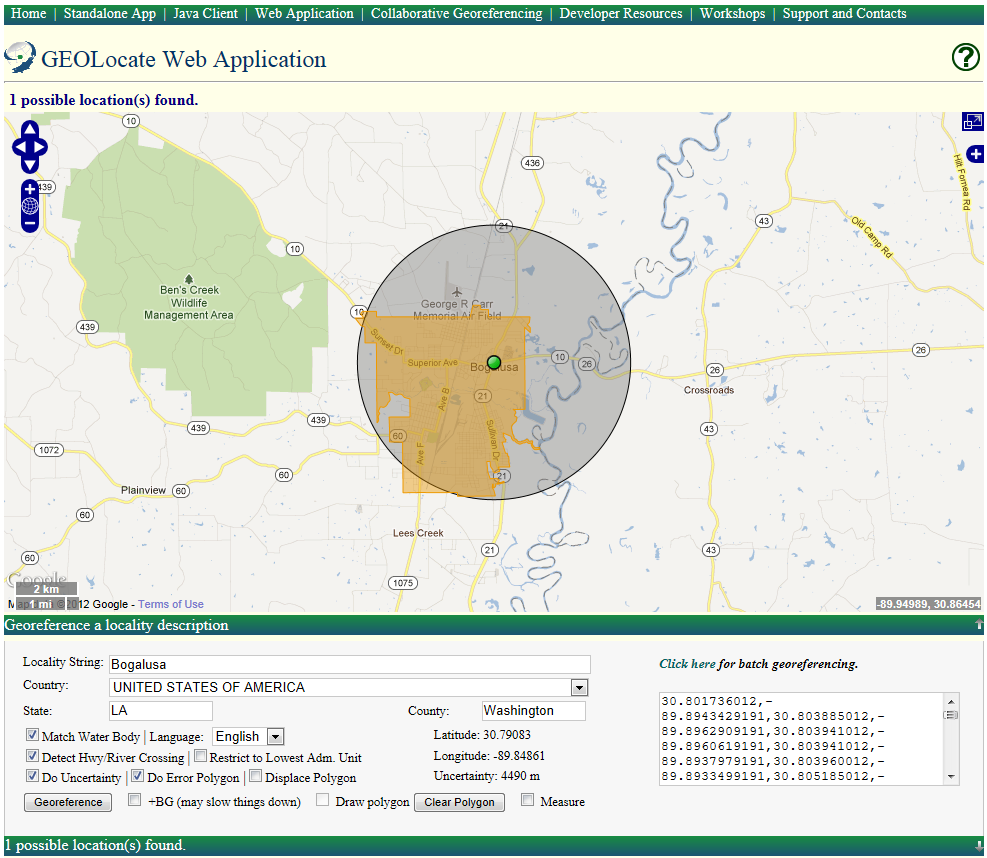 Home | Standalone App | Java Client | Web Application | Collaborative Georeferencing | Developer Resources | Workshops | Support and Contacts
GEOLocate Web Application
?
1 possible location(s) found.
10
436
439
Hilt Fornea Rd
21
43
Old Camp Rd
10
Ben's Creek
Wildlife
Management Area
George R Carr
Memorial Air Field
10
439
Sunset Dr
Superior Ave
Bogalusa
10
26
26
26
Crossroads
Ave B
21
439
439
60
Sullivan Dr
43
1072
Ave F
60
21
Plainview
60
60
Lees Creek
60
21
43
1075
Google
2 km
1 mi
12 Google - Terms of Use
-89.94989, 30.86454
Georeference a locality description
Locality String: Bogalusa
Country: UNITED STATES OF AMERICA
State: LA County: Washington
Match Water Body | Language: English
Detect Hwy/River Crossing | Restrict to Lowest Adm. Unit
Do Uncertainty | Do Error Polygon | Displace Polygon
Georeference +BG (may slow things down) Draw polygon Clear Polygon Measure
Latitude: 30.79083
Longitude: -89.84861
Uncertainty: 4490 m
Click here for batch georeferencing.
30.801736012,-
89.8943429191,30.803885012,-
89.8962909191,30.803941012,-
89.8960619191,30.803941012,-
89.8937979191,30.803960012,-
89.8933499191,30.805185012,-
1 possible location(s) found.